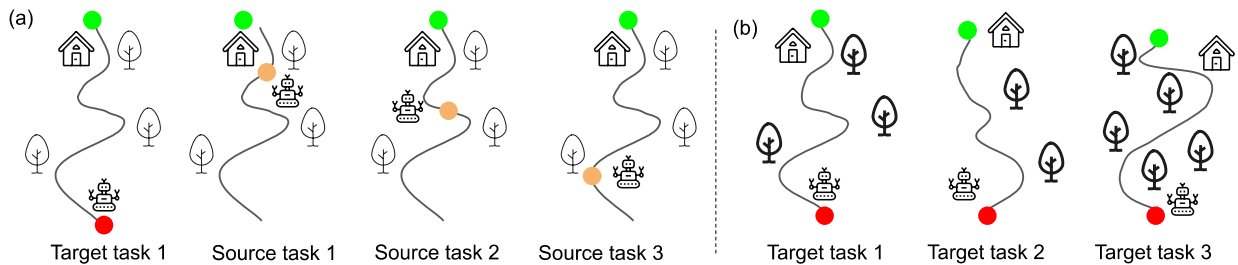 (a)
(b)
Target task 1 Source task 1 Source task 2 Source task 3 Target task 1 Target task 2 Target task 3